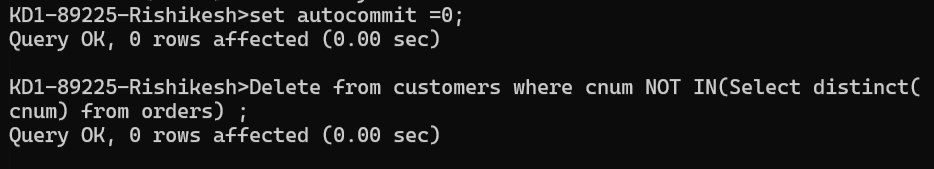 KD1-89225-Rishikesh>set autocommit =0;
Query OK, 0 rows affected (0.00 sec)
KD1-89225-Rishikesh>Delete from customers where cnum NOT IN(Select distinct(
cnum) from orders) ;
Query OK, 0 rows affected (0.00 sec)